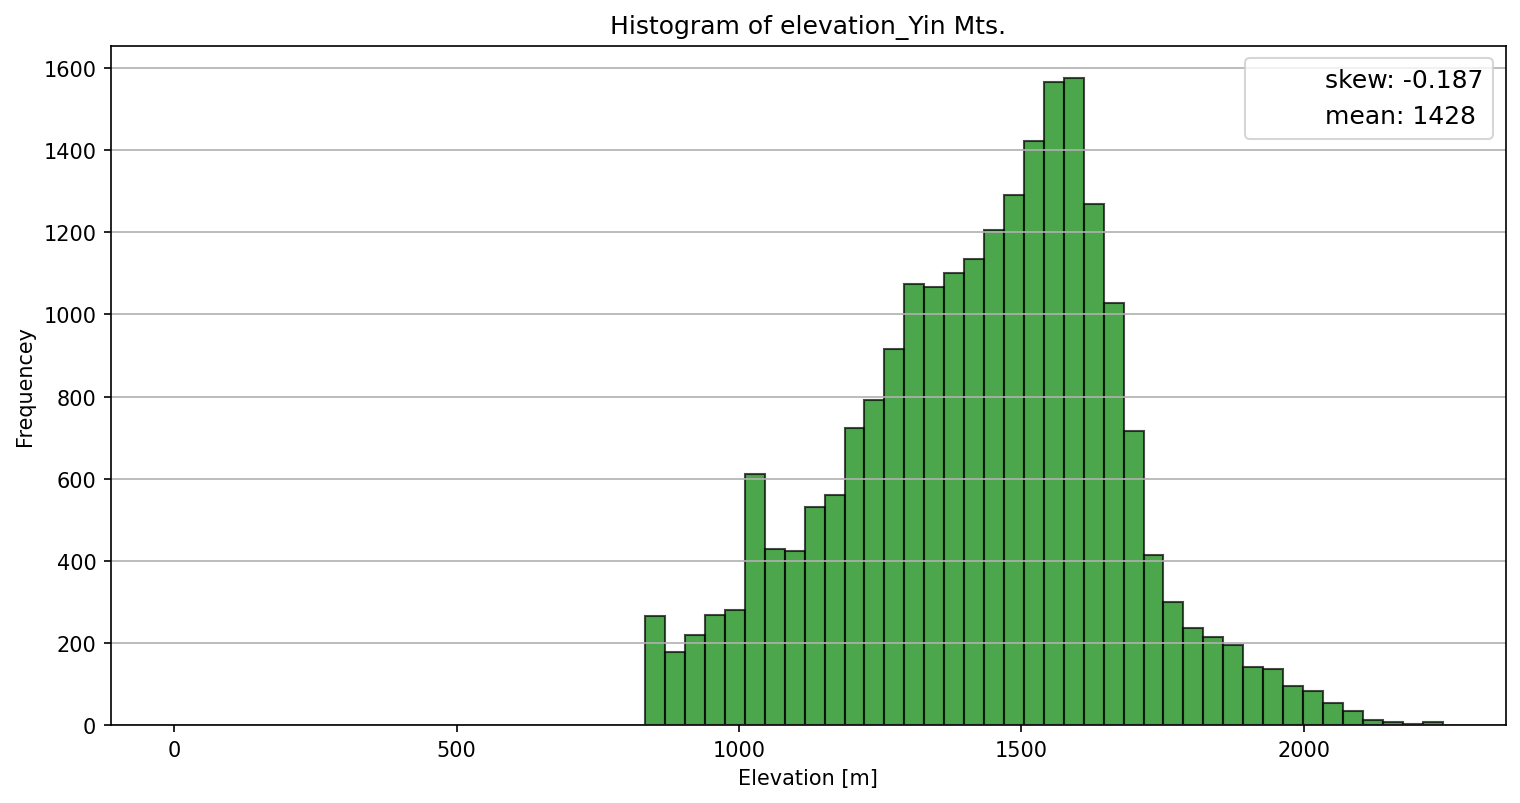 Histogram of elevation_Yin Mts.
skew: -0.187
mean: 1428
1600
1400
1200
1000
800
600
400
200
0
Frequencey
0 500 1000 1500 2000
Elevation [m]